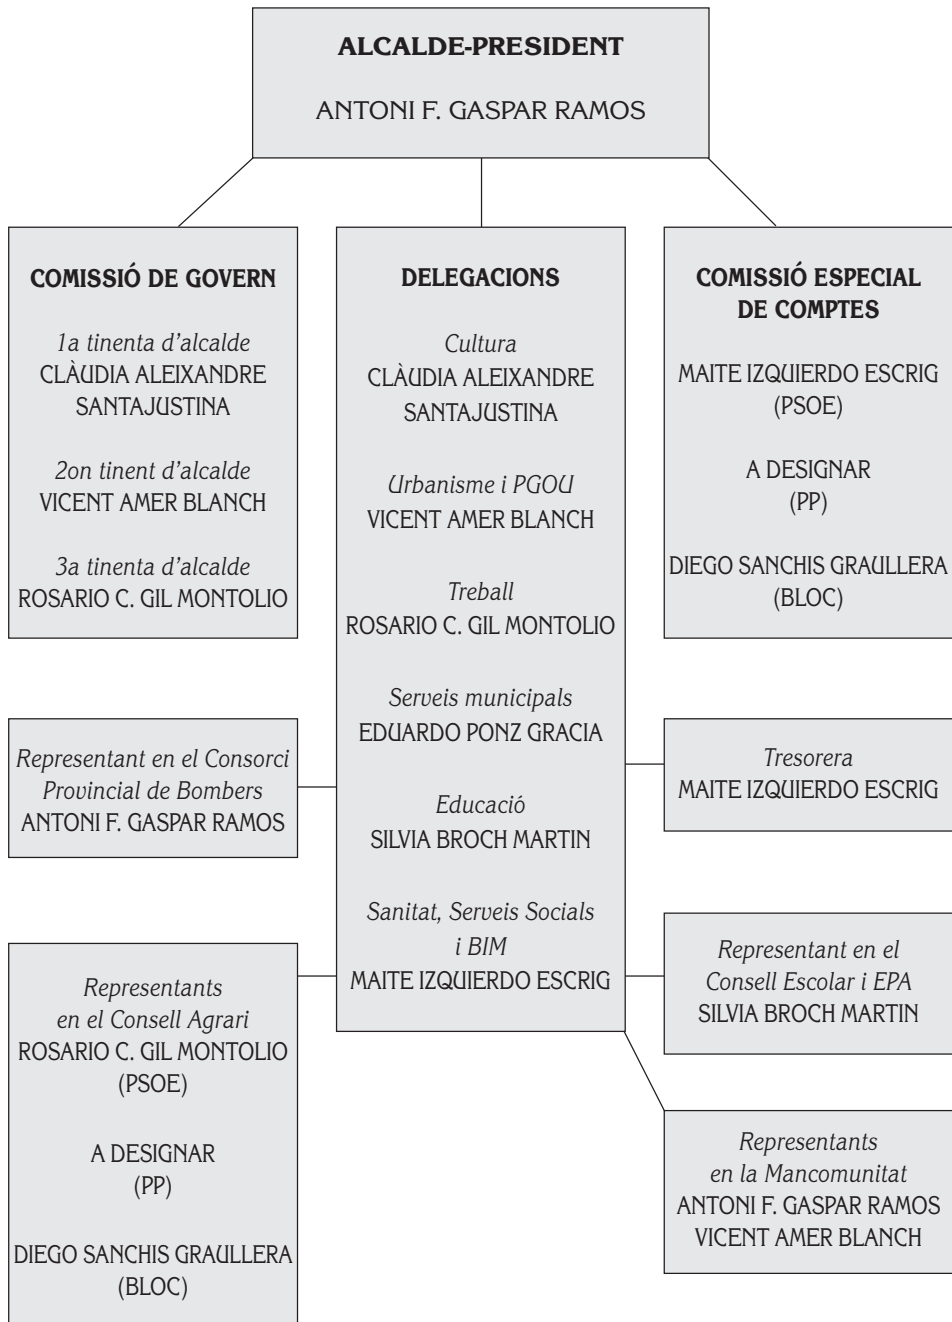 ALCALDE-PRESIDENT
ANTONI F. GASPAR RAMOS
COMISSIÓ DE GOVERN
1a tinenta d'alcalde
CLÀUDIA ALEIXANDRE
SANTAJUSTINA
2on tinent d'alcalde
VICENT AMER BLANCH
3a tinenta d'alcalde
ROSARIO C. GIL MONTOLIO
DELEGACIONS
Cultura
CLÀUDIA ALEIXANDRE
SANTAJUSTINA
Urbanisme i PGOU
VICENT AMER BLANCH
Treball
ROSARIO C. GIL MONTOLIO
Serveis municipals
EDUARDO PONZ GRACIA
Educació
SILVIA BROCH MARTIN
Sanitat, Serveis Socials
i BIM
MAITE IZQUIERDO ESCRIG
COMISSIÓ ESPECIAL
DE COMPTES
MAITE IZQUIERDO ESCRIG
(PSOE)
A DESIGNAR
(PP)
DIEGO SANCHIS GRAULLERA
(BLOC)
Representant en el Consorci
Provincial de Bombers
ANTONI F. GASPAR RAMOS
Tresorera
MAITE IZQUIERDO ESCRIG
Representants
en el Consell Agrari
ROSARIO C. GIL MONTOLIO
(PSOE)
A DESIGNAR
(PP)
DIEGO SANCHIS GRAULLERA
(BLOC)
Representant en el
Consell Escolar i EPA
SILVIA BROCH MARTIN
Representants
en la Mancomunitat
ANTONI F. GASPAR RAMOS
VICENT AMER BLANCH